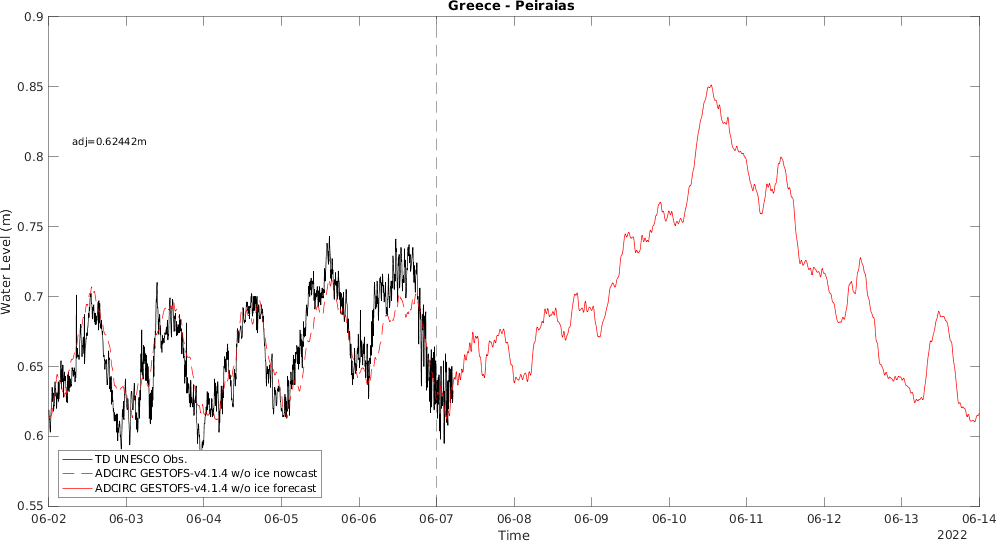 Greece - Peiraias
0.9
0.85
0.8
0.75
0.7
0.65
0.6
0.55
Water Level (m)
adj=0.62442m
TD UNESCO Obs.
ADCIRC GESTOFS-v4.1.4 w/o ice nowcast
ADCIRC GESTOFS-v4.1.4 w/o ice forecast
06-02 06-03 06-04 06-05 06-06 06-07 06-08 06-09 06-10 06-11 06-12 06-13 06-14
Time
2022